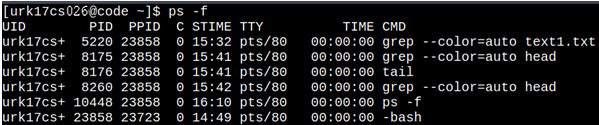 [urk17cs026@code ~]$ ps -f
UID        PID  PPID  C STIME TTY          TIME CMD
urk17cs+  5220 23858  0 15:32 pts/80   00:00:00 grep --color=auto text1.txt
urk17cs+  8175 23858  0 15:41 pts/80   00:00:00 grep --color=auto head
urk17cs+  8176 23858  0 15:41 pts/80   00:00:00 tail
urk17cs+  8260 23858  0 15:42 pts/80   00:00:00 grep --color=auto head
urk17cs+ 10448 23858  0 16:10 pts/80   00:00:00 ps -f
urk17cs+ 23858 23723  0 14:49 pts/80   00:00:00 -bash